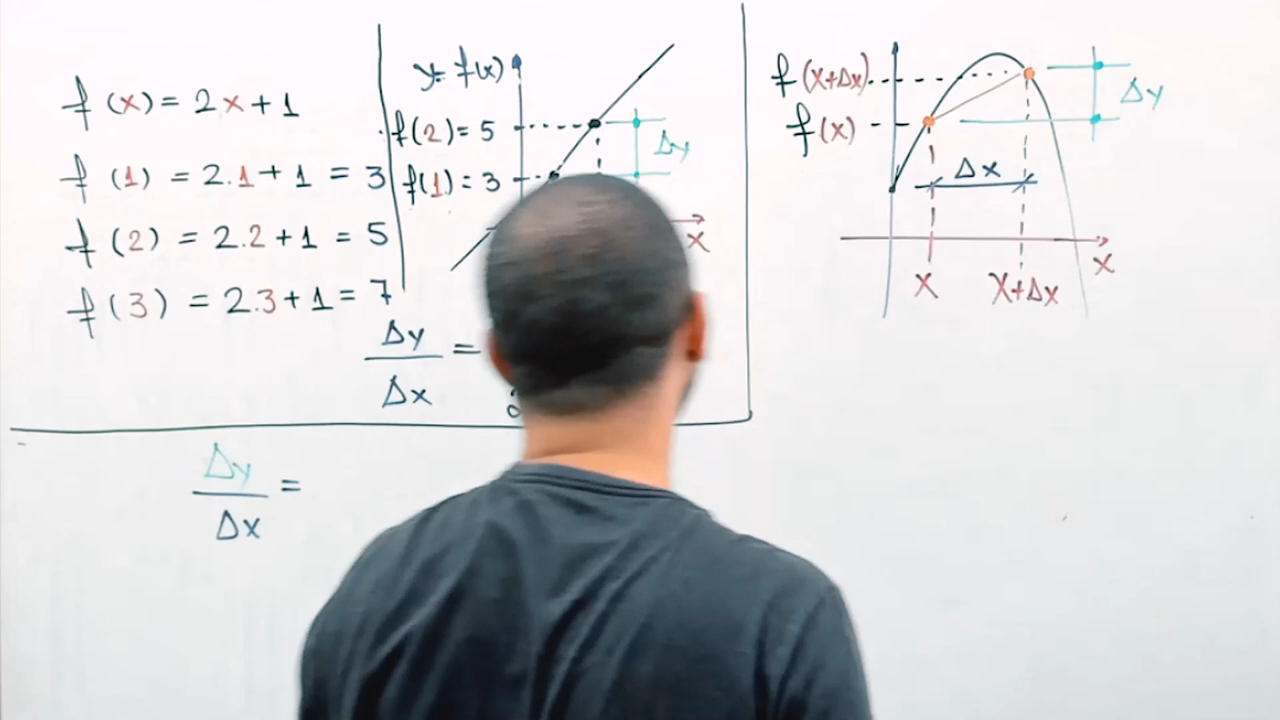 f(x) = 2x+1
f(1) = 2.1+1 = 3
f(2) = 2.2+1 = 5
f(3) = 2.3+1 = 7
y= f(x)
f(2)= 5
f(1)= 3
Δy
x
Δy
Δx
=
f(x+Δx)
f(x)
Δy
Δx
x
x+Δx
x
Δy
Δx
=